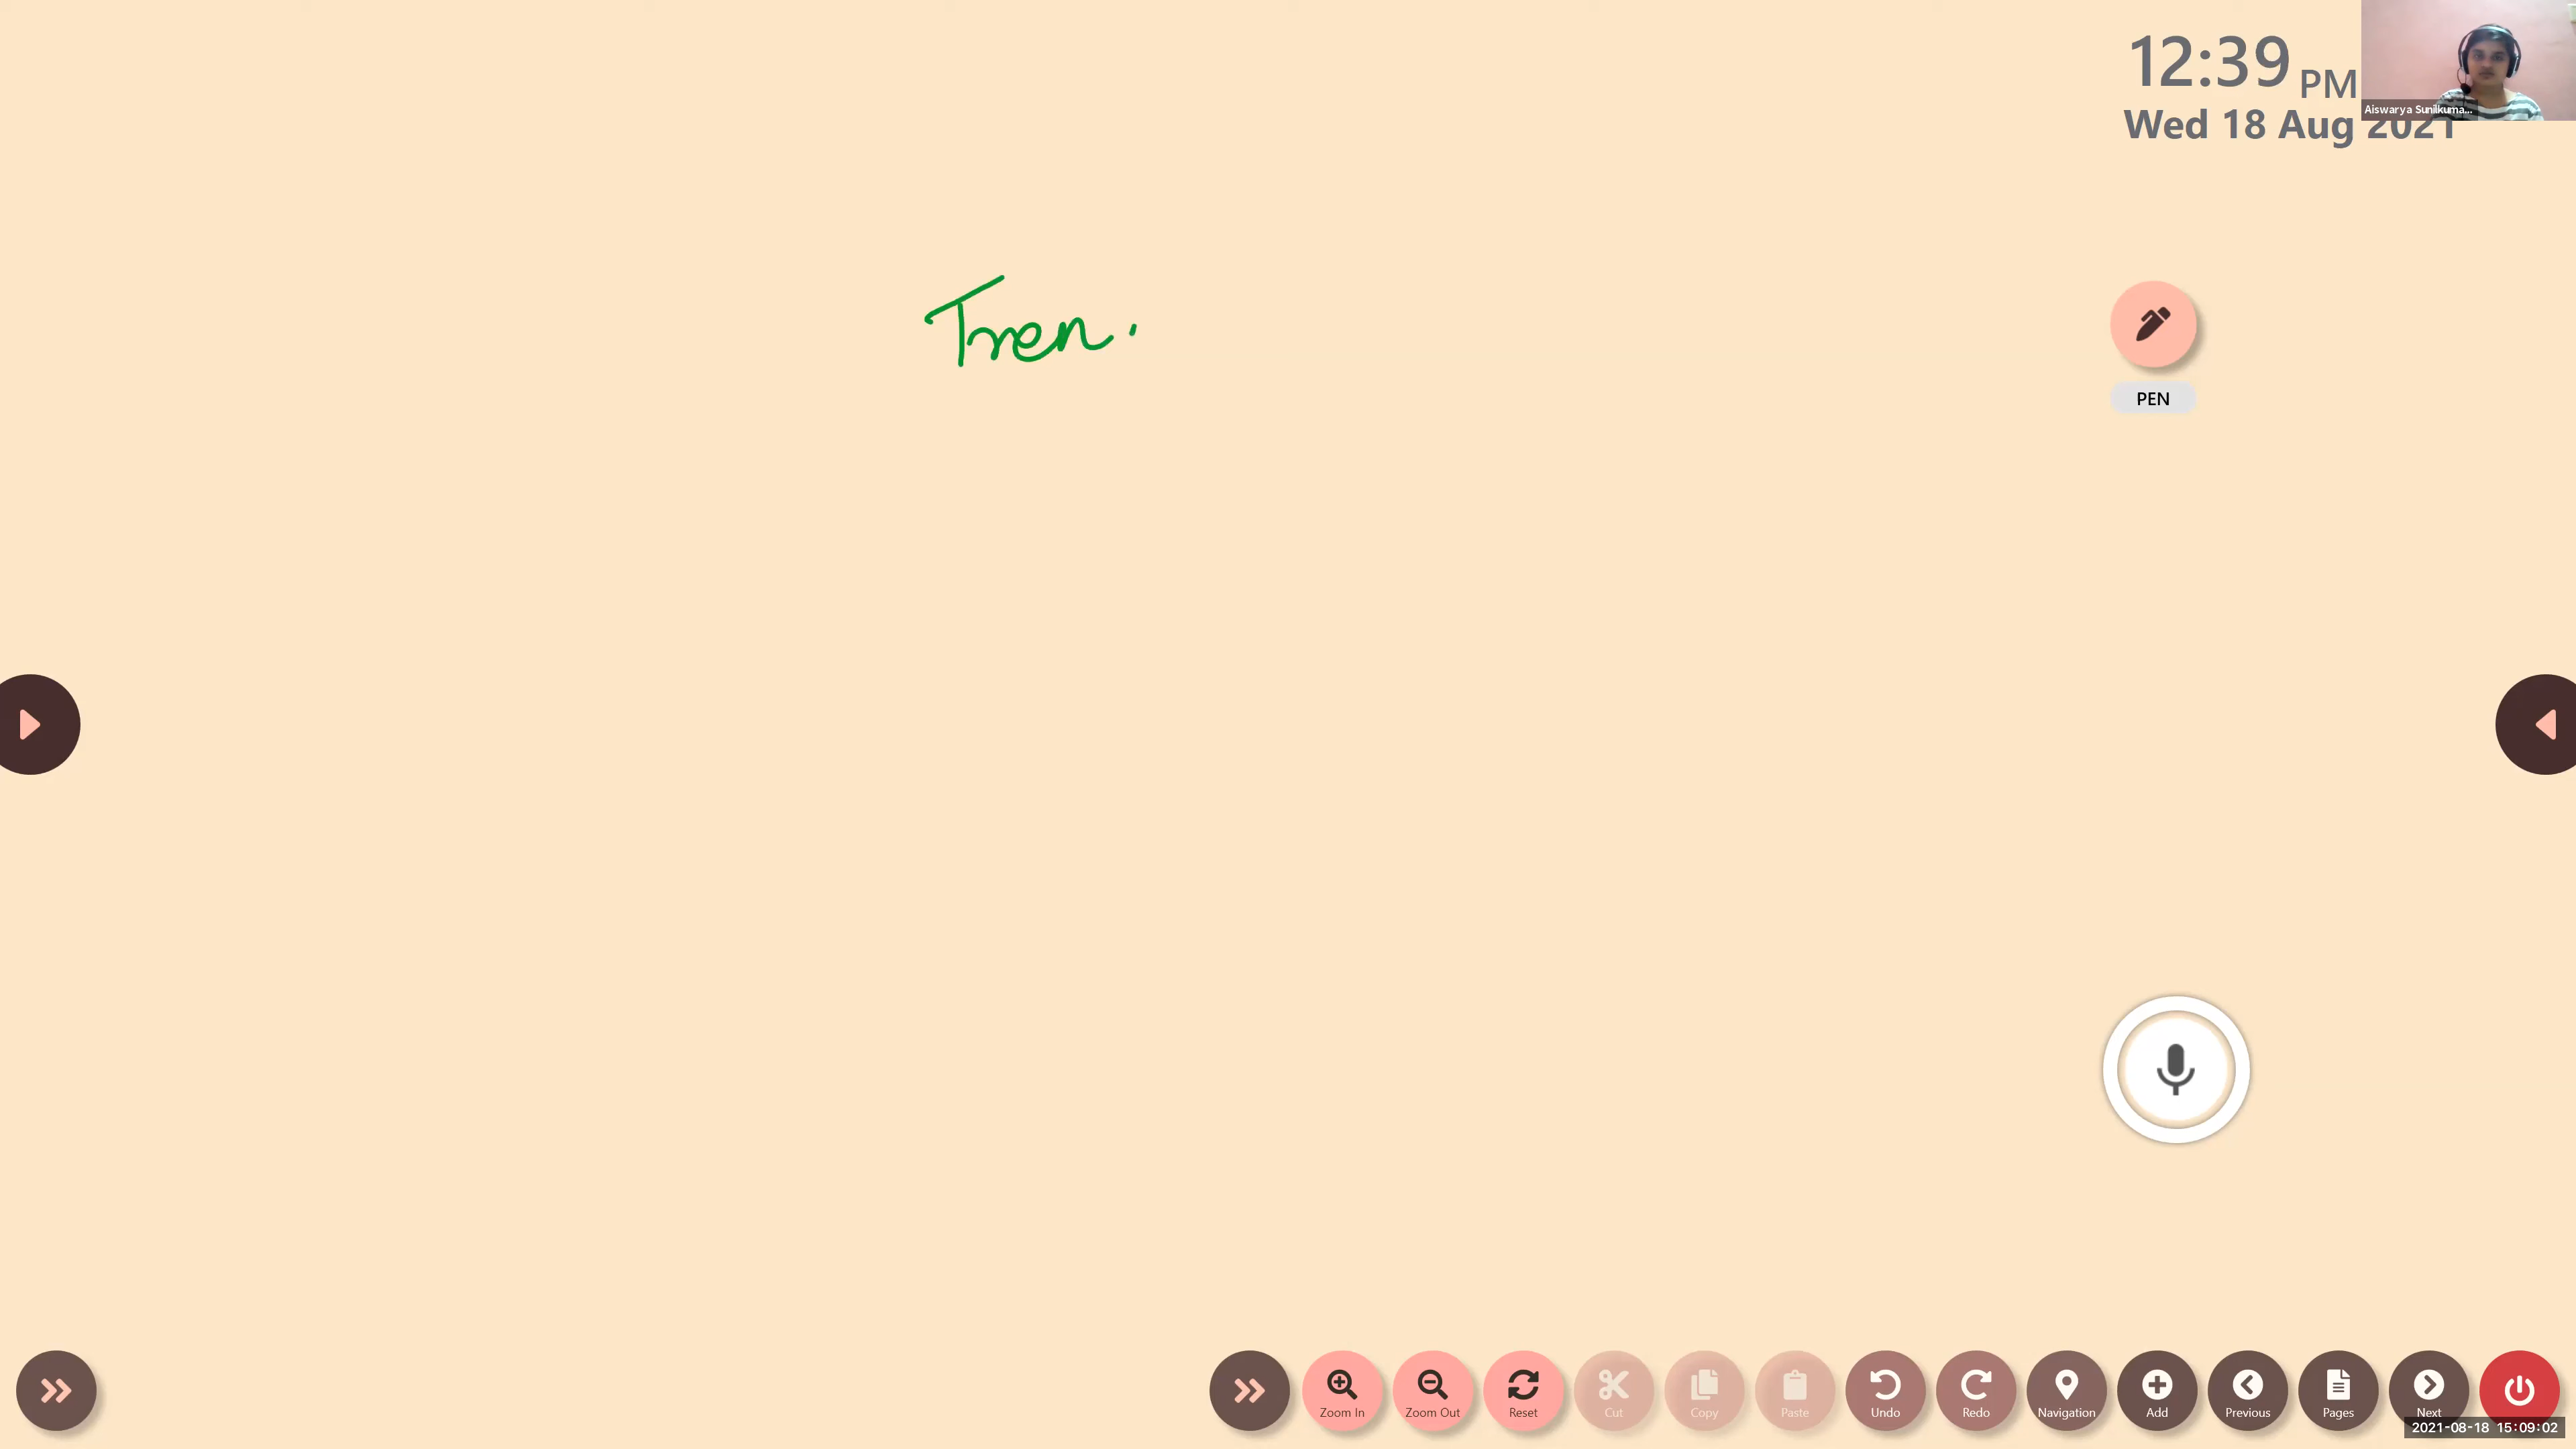 12:39 PM
Aiswarya Sunilkuma...
Wed 18 Aug 2021
Tren.
PEN
Zoom In
Zoom Out
Reset
Cut
Copy
Paste
Undo
Redo
Navigation
Add
Previous
Pages
Next
2021-08-18 15:09:02